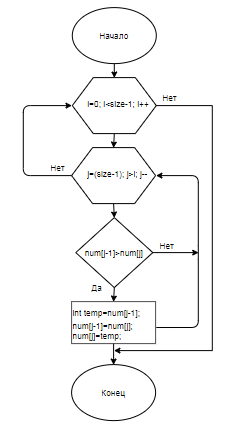 Начало
i=0; i<size-1; i++
Нет
j=(size-1); j>i; j--
Нет
num[j-1]>num[j]
Нет
Да
int temp=num[j-1];
num[j-1]=num[j];
num[j]=temp;
Конец